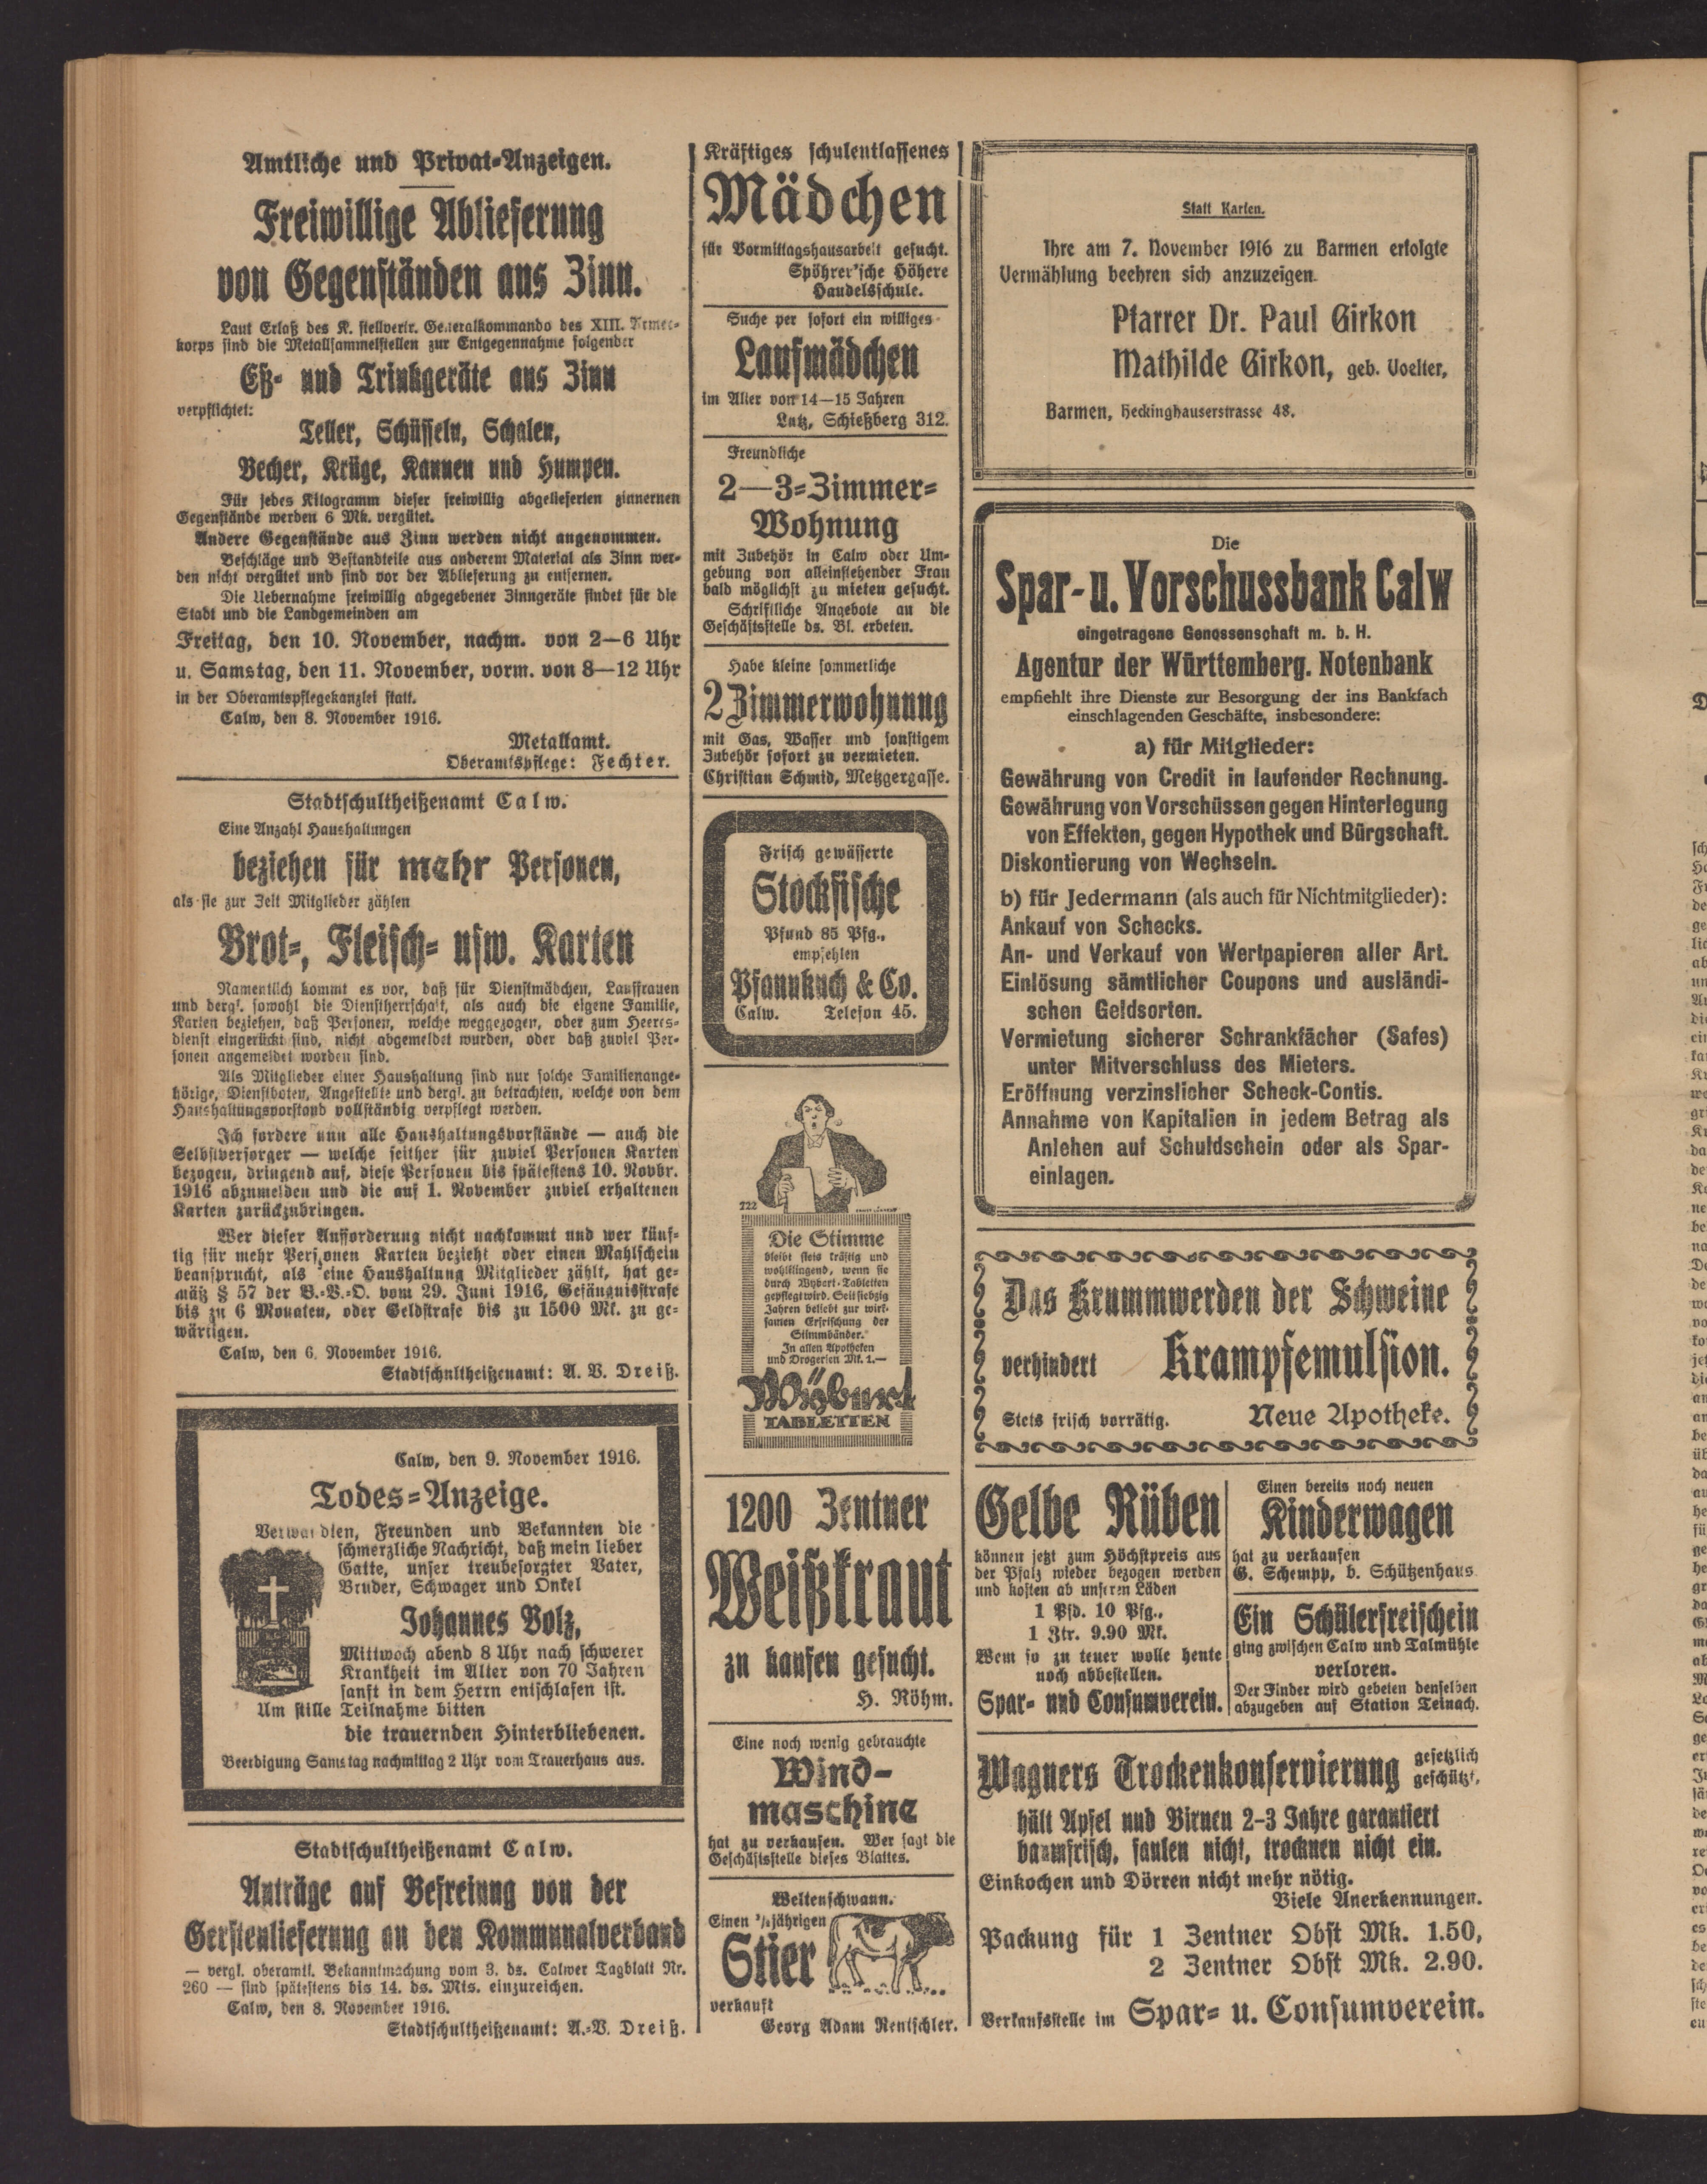 Amtliche und Privat-Anzeigen.
Freiwillige Ablieferung
von Gegenständen aus Zinn.
Laut Erlaß des K. stellvertr. Generalkommando des XIII. Armee-
korps sind die Metallsammelstellen zur Entgegennahme folgender
Eß- und Trinkgeräte aus Zinn
verpflichtet:
Teller, Schüsseln, Schalen,
Becher, Krüge, Kannen und Humpen.
Für jedes Kilogramm dieser freiwillig abgelieferten zinnernen
Gegenstände werden 6 Mk. vergütet.
Andere Gegenstände aus Zinn werden nicht angenommen.
Beschläge und Bestandteile aus anderem Material als Zinn wer-
den nicht vergütet und sind vor der Ablieferung zu entfernen.
Die Uebernahme freiwillig abgegebener Zinngeräte findet für die
Stadt und die Landgemeinden am
Freitag, den 10. November, nachm. von 2—6 Uhr
u. Samstag, den 11. November, vorm. von 8—12 Uhr
in der Oberamtspflegekanzlei statt.
Calw, den 8. November 1916.
Metallamt.
Oberamtspflege: Fechter.
Stadtschultheißenamt Calw.
Eine Anzahl Haushaltungen
beziehen für mehr Personen,
als sie zur Zeit Mitglieder zählen
Brot-, Fleisch- usw. Karten
Namentlich kommt es vor, daß für Dienstmädchen, Lauffrauen
und dergl. sowohl die Dienstherrschaft, als auch die eigene Familie,
Karten beziehen, daß Personen, welche weggezogen, oder zum Heeres-
dienst eingerückt sind, nicht abgemeldet wurden, oder daß zuviel Per-
sonen angemeldet worden sind.
Als Mitglieder einer Haushaltung sind nur solche Familienange-
hörige, Dienstboten, Angestellte und dergl. zu betrachten, welche von dem
Haushaltungsvorstand vollständig verpflegt werden.
Ich fordere nun alle Haushaltungsvorstände — auch die
Selbstversorger — welche seither für zuviel Personen Karten
bezogen, dringend auf, diese Personen bis spätestens 10. Novbr.
1916 abzumelden und die auf 1. November zuviel erhaltenen
Karten zurückzubringen.
Wer dieser Aufforderung nicht nachkommt und wer künf-
tig für mehr Personen Karten bezieht oder einen Mahlschein
beansprucht, als eine Haushaltung Mitglieder zählt, hat ge-
mäß § 57 der B.-V.-O. vom 29. Juni 1916, Gefängnisstrafe
bis zu 6 Monaten, oder Geldstrafe bis zu 1500 Mk. zu ge-
wärtigen.
Calw, den 6. November 1916.
Stadtschultheißenamt: A. V. Dreiß.
Calw, den 9. November 1916.
Todes-Anzeige.
Verwandten, Freunden und Bekannten die
schmerzliche Nachricht, daß mein lieber
Gatte, unser treubesorgter Vater,
Bruder, Schwager und Onkel
Johannes Volz,
Mittwoch abend 8 Uhr nach schwerer
Krankheit im Alter von 70 Jahren
sanft in dem Herrn entschlafen ist.
Um stille Teilnahme bitten
die trauernden Hinterbliebenen.
Beerdigung Samstag nachmittag 2 Uhr vom Trauerhaus aus.
Stadtschultheißenamt Calw.
Anträge auf Befreiung von der
Gerstenlieferung an den Kommunalverband
— vergl. oberamtl. Bekanntmachung vom 3. ds. Calwer Tagblatt Nr.
260 — sind spätestens bis 14. ds. Mts. einzureichen.
Calw, den 8. November 1916.
Stadtschultheißenamt: A.-V. Dreiß.
Kräftiges schulentlassenes
Mädchen
für Vormittagshausarbeit gesucht.
Spöhrer'sche Höhere
Handelsschule.
Suche per sofort ein williges
Laufmädchen
im Alter von 14—15 Jahren
Lutz, Schießberg 312.
Freundliche
2—3-Zimmer-
Wohnung
mit Zubehör in Calw oder Um-
gebung von alleinstehender Frau
bald möglichst zu mieten gesucht.
Schriftliche Angebote an die
Geschäftsstelle ds. Bl. erbeten.
Habe kleine sommerliche
2 Zimmerwohnung
mit Gas, Wasser und sonstigem
Zubehör sofort zu vermieten.
Christian Schmid, Metzgergasse.
Frisch gewässerte
Stockfische
Pfund 85 Pfg.,
empfehlen
Pfannkuch & Co.
Calw. Telefon 45.
722
Die Stimme
bleibt stets kräftig und
wohlklingend, wenn sie
durch Wybert-Tabletten
gepflegt wird. Seit siebzig
Jahren beliebt zur wirk-
samen Erfrischung der
Stimmbänder.
In allen Apotheken
und Drogerien Mk. 1.—
Wybert
TABLETTEN
1200 Zentner
Weißkraut
zu kaufen gesucht.
H. Röhm.
Eine noch wenig gebrauchte
Wind-
maschine
hat zu verkaufen. Wer sagt die
Geschäftsstelle dieses Blattes.
Weltenschwann.
Einen jährigen
Stier
verkauft
Georg Adam Rentschler.
Statt Karten.
Ihre am 7. November 1916 zu Barmen erfolgte
Vermählung beehren sich anzuzeigen.
Pfarrer Dr. Paul Girkon
Mathilde Girkon, geb. Voelter,
Barmen, Heckinghauserstrasse 48.
Die
Spar- u. Vorschussbank Calw
eingetragene Genossenschaft m. b. H.
Agentur der Württemberg. Notenbank
empfiehlt ihre Dienste zur Besorgung der ins Bankfach
einschlagenden Geschäfte, insbesondere:
a) für Mitglieder:
Gewährung von Credit in laufender Rechnung.
Gewährung von Vorschüssen gegen Hinterlegung
von Effekten, gegen Hypothek und Bürgschaft.
Diskontierung von Wechseln.
b) für Jedermann (als auch für Nichtmitglieder):
Ankauf von Schecks.
An- und Verkauf von Wertpapieren aller Art.
Einlösung sämtlicher Coupons und ausländi-
schen Geldsorten.
Vermietung sicherer Schrankfächer (Safes)
unter Mitverschluss des Mieters.
Eröffnung verzinslicher Scheck-Contis.
Annahme von Kapitalien in jedem Betrag als
Anlehen auf Schuldschein oder als Spar-
einlagen.
Das Krummwerden der Schweine
verhindert Krampfemulsion.
Stets frisch vorrätig. Neue Apotheke.
Gelbe Rüben
können jetzt zum Höchstpreis aus
der Pfalz wieder bezogen werden
und kosten ab unseren Läden
1 Pfd. 10 Pfg.,
1 Ztr. 9.90 Mk.
Wem so zu teuer wolle heute
noch abbestellen.
Spar- und Consumverein.
Einen bereits noch neuen
Kinderwagen
hat zu verkaufen
G. Schempp, b. Schützenhaus
Ein Schülerfreischein
ging zwischen Calw und Talmühle
verloren.
Der Finder wird gebeten denselben
abzugeben auf Station Teinach.
Wagners Trockenkonservierung gesetzlich
geschützt,
hält Äpfel und Birnen 2-3 Jahre garantiert
baumfrisch, faulen nicht, trocknen nicht ein.
Einkochen und Dörren nicht mehr nötig.
Viele Anerkennungen.
Packung für 1 Zentner Obst Mk. 1.50,
2 Zentner Obst Mk. 2.90.
Verkaufsstelle im Spar- u. Consumverein.